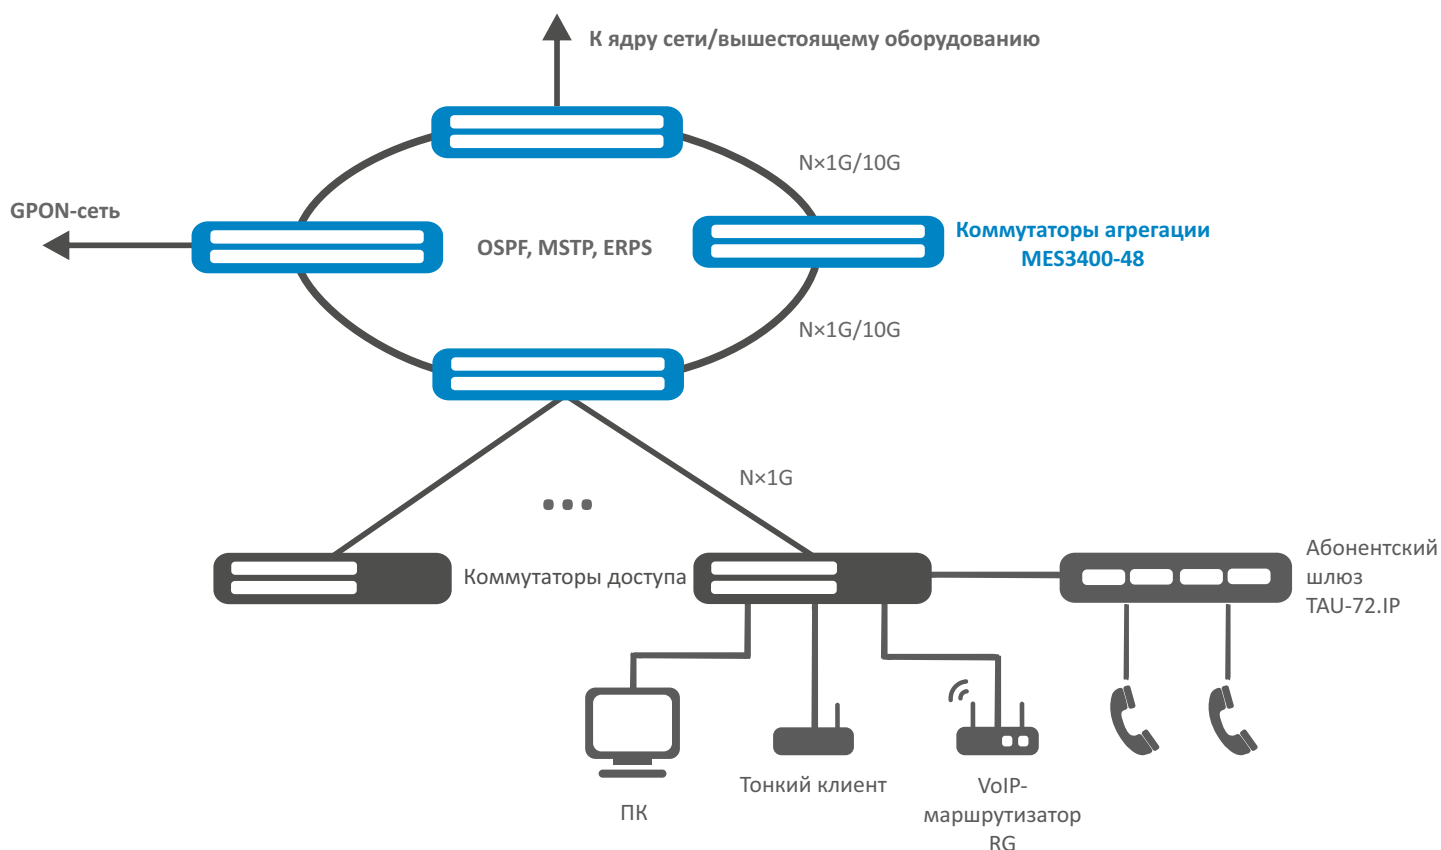 К ядру сети/вышестоящему оборудованию
N×1G/10G
GPON-сеть
OSPF, MSTP, ERPS
Коммутаторы агрегации
MES3400-48
N×1G/10G
N×1G
Коммутаторы доступа
Абонентский
шлюз
TAU-72.IP
ПК
Тонкий клиент
VoIP-
маршрутизатор
RG